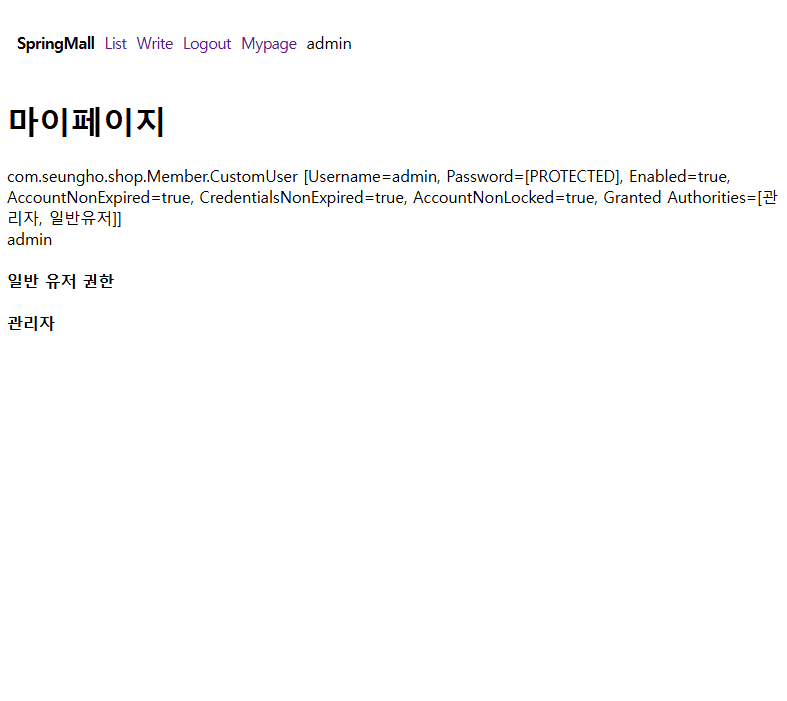 SpringMall List Write Logout Mypage admin
마이페이지
com.seungho.shop.Member.CustomUser [Username=admin, Password=[PROTECTED], Enabled=true,
AccountNonExpired=true, CredentialsNonExpired=true, AccountNonLocked=true, Granted Authorities=[관
리자, 일반유저]]
admin
일반 유저 권한
관리자